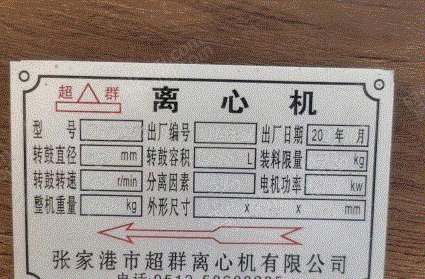 超群 离心机
型号 出厂编号 出厂日期 20 年 月
转鼓直径 mm 转鼓容积 L 装料限量 kg
转鼓转速 r/min 分离因素 电机功率 kw
整机重量 kg 外形尺寸 x x mm
张家港市超群离心机有限公司
电话